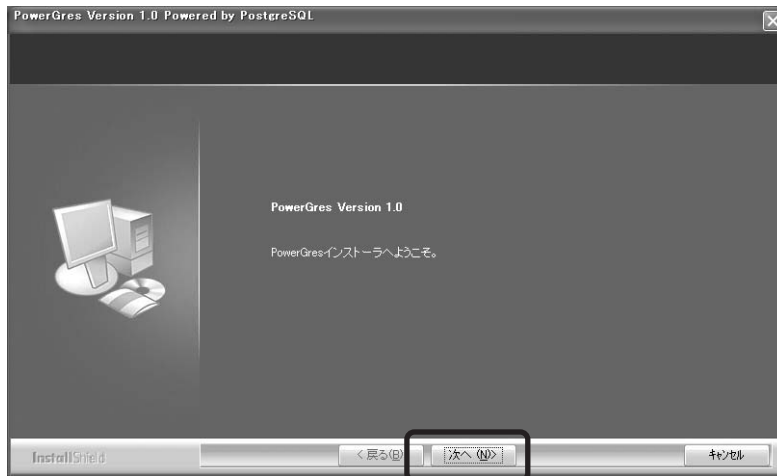 PowerGres Version 1.0 Powered by PostgreSQL
PowerGres Version 1.0
PowerGresインストーラへようこそ。
InstallShield
< 戻る(B)
次へ (N)>
キャンセル